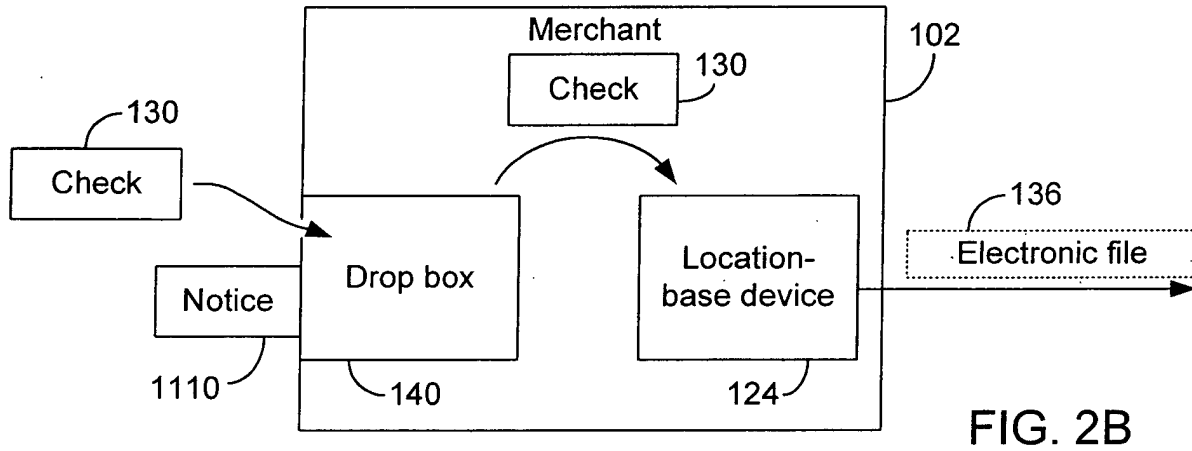 Merchant
102
130
Check
130
Check
136
Electronic file
Drop box
Location-
base device
Notice
1110
140
124
FIG. 2B